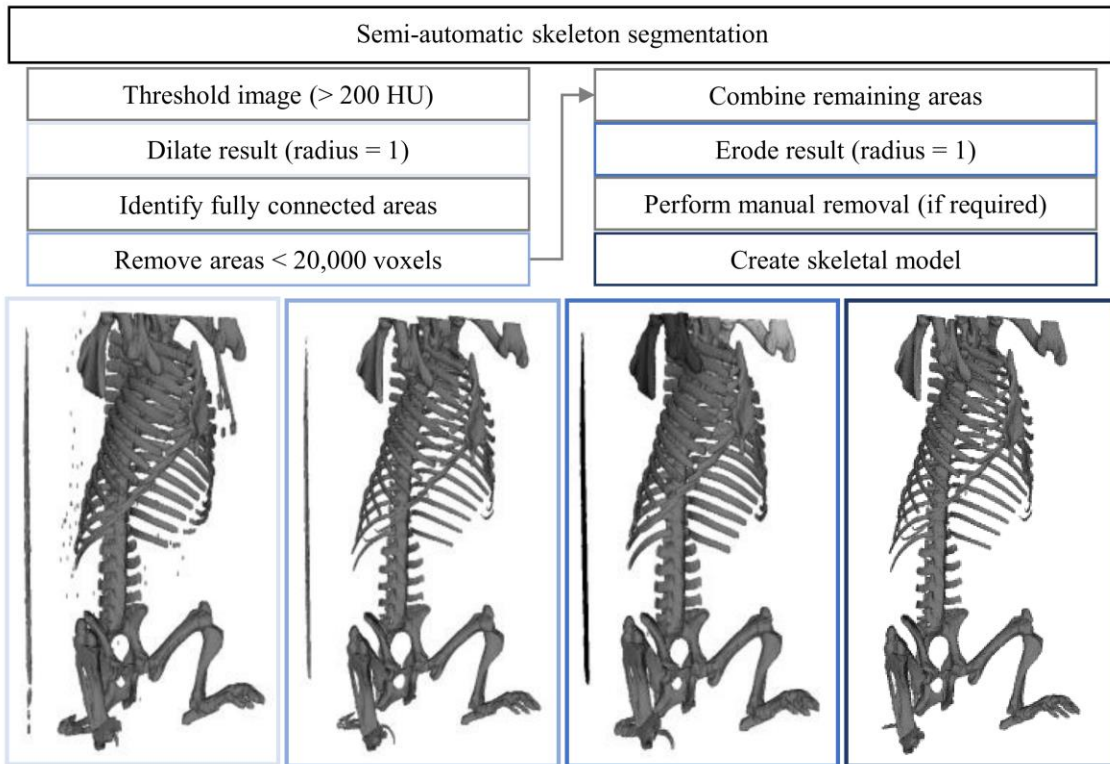 Semi-automatic skeleton segmentation
Threshold image (> 200 HU)
Dilate result (radius = 1)
Identify fully connected areas
Remove areas < 20,000 voxels
Combine remaining areas
Erode result (radius = 1)
Perform manual removal (if required)
Create skeletal model